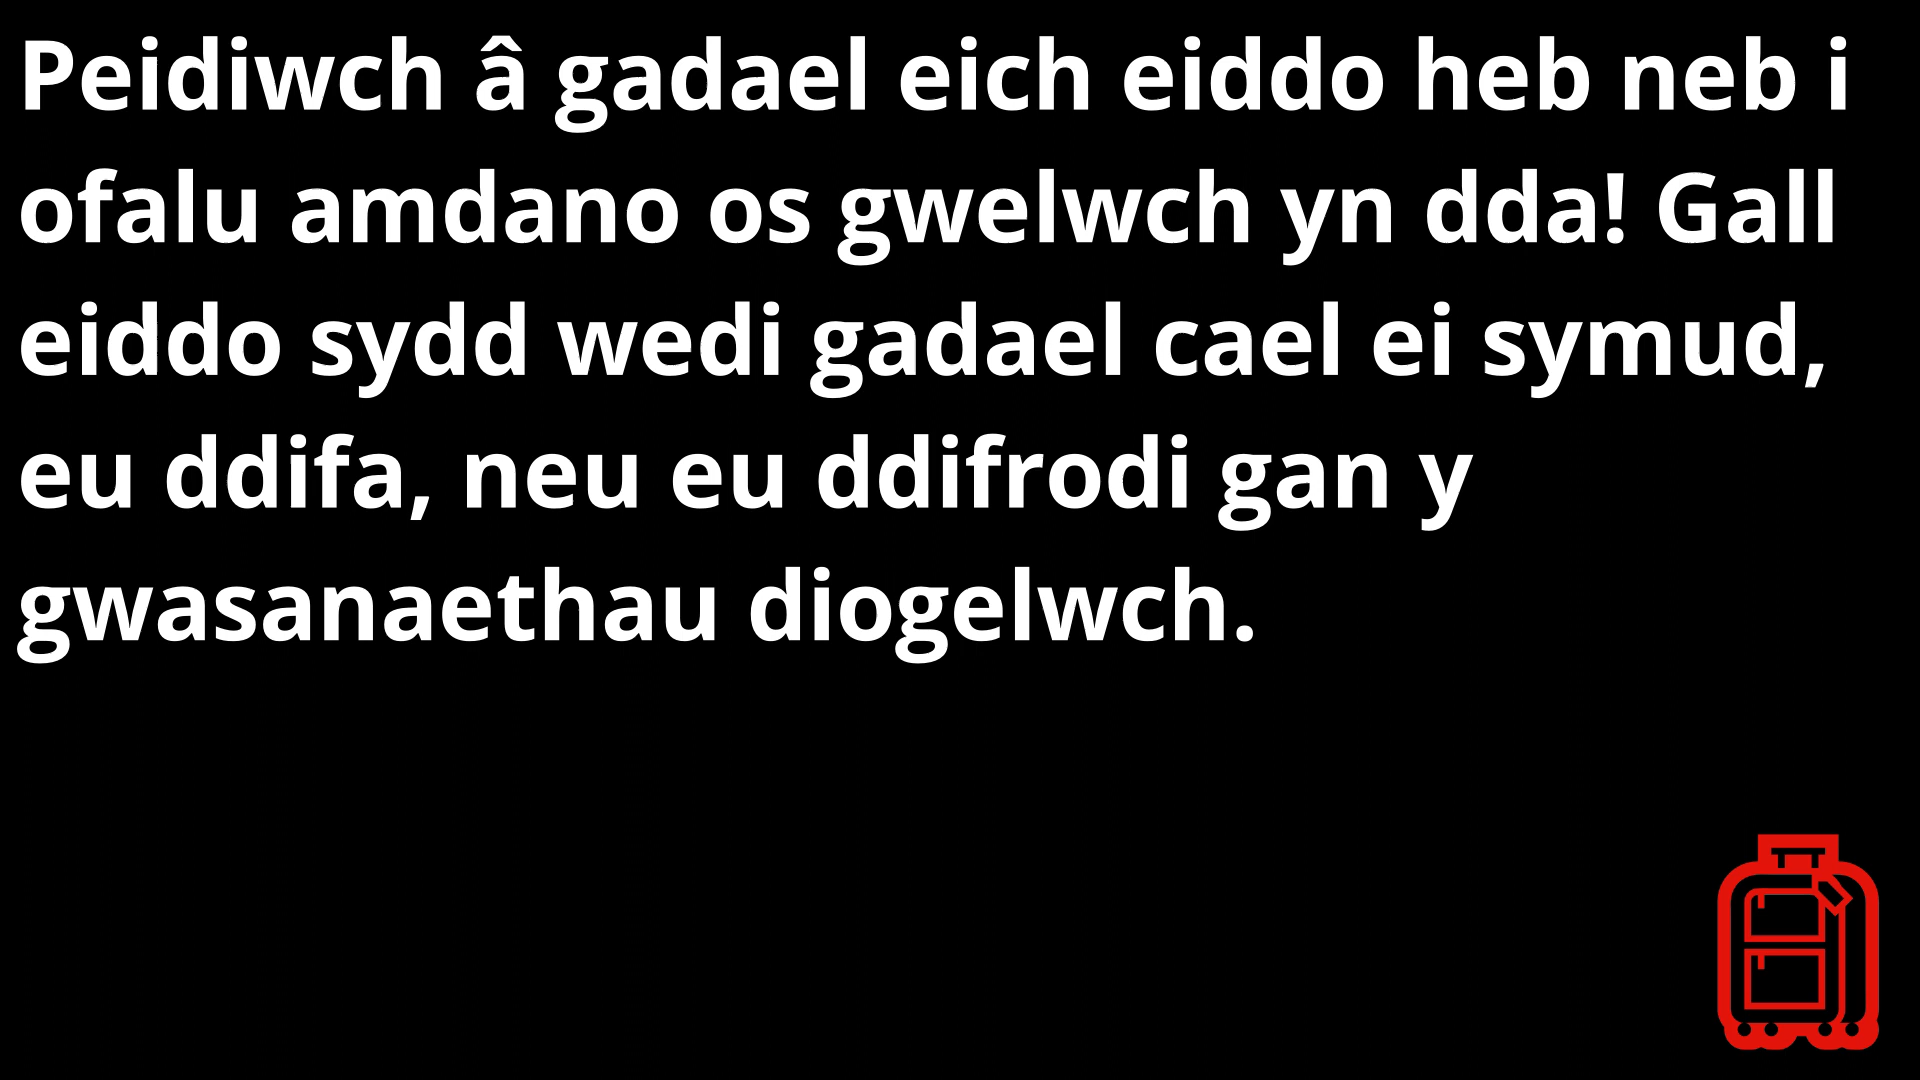 Peidiwch â gadael eich eiddo heb neb i
ofalu amdano os gwelwch yn dda! Gall
eiddo sydd wedi gadael cael ei symud,
eu ddifa, neu eu ddifrodi gan y
gwasanaethau diogelwch.